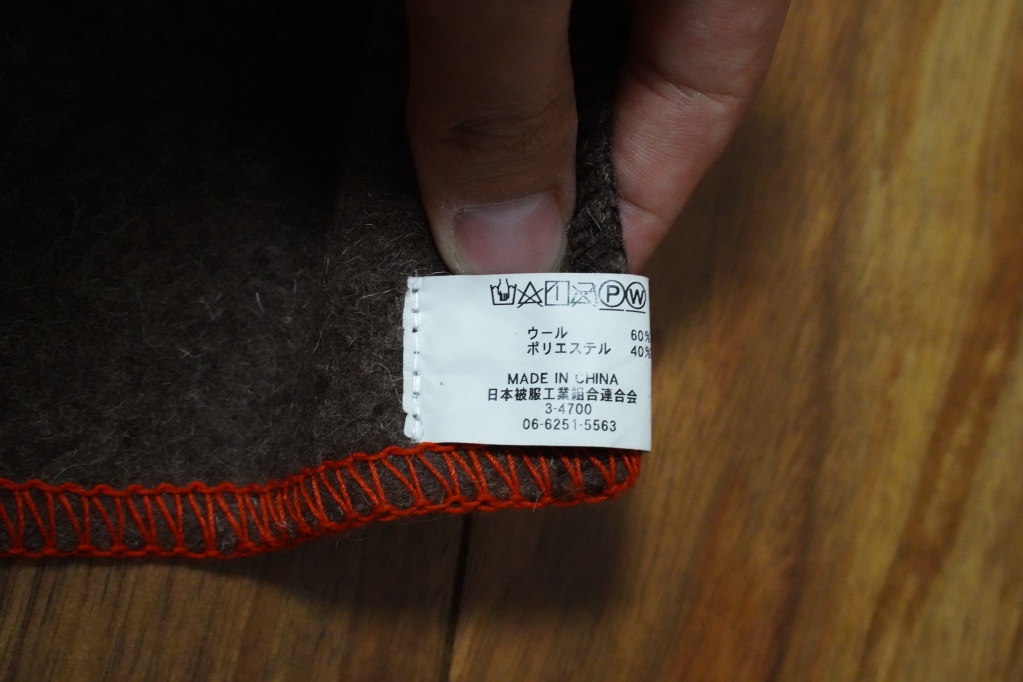 P W
ウール 60%
ポリエステル 40%
MADE IN CHINA
日本被服工業組合連合会
3-4700
06-6251-5563